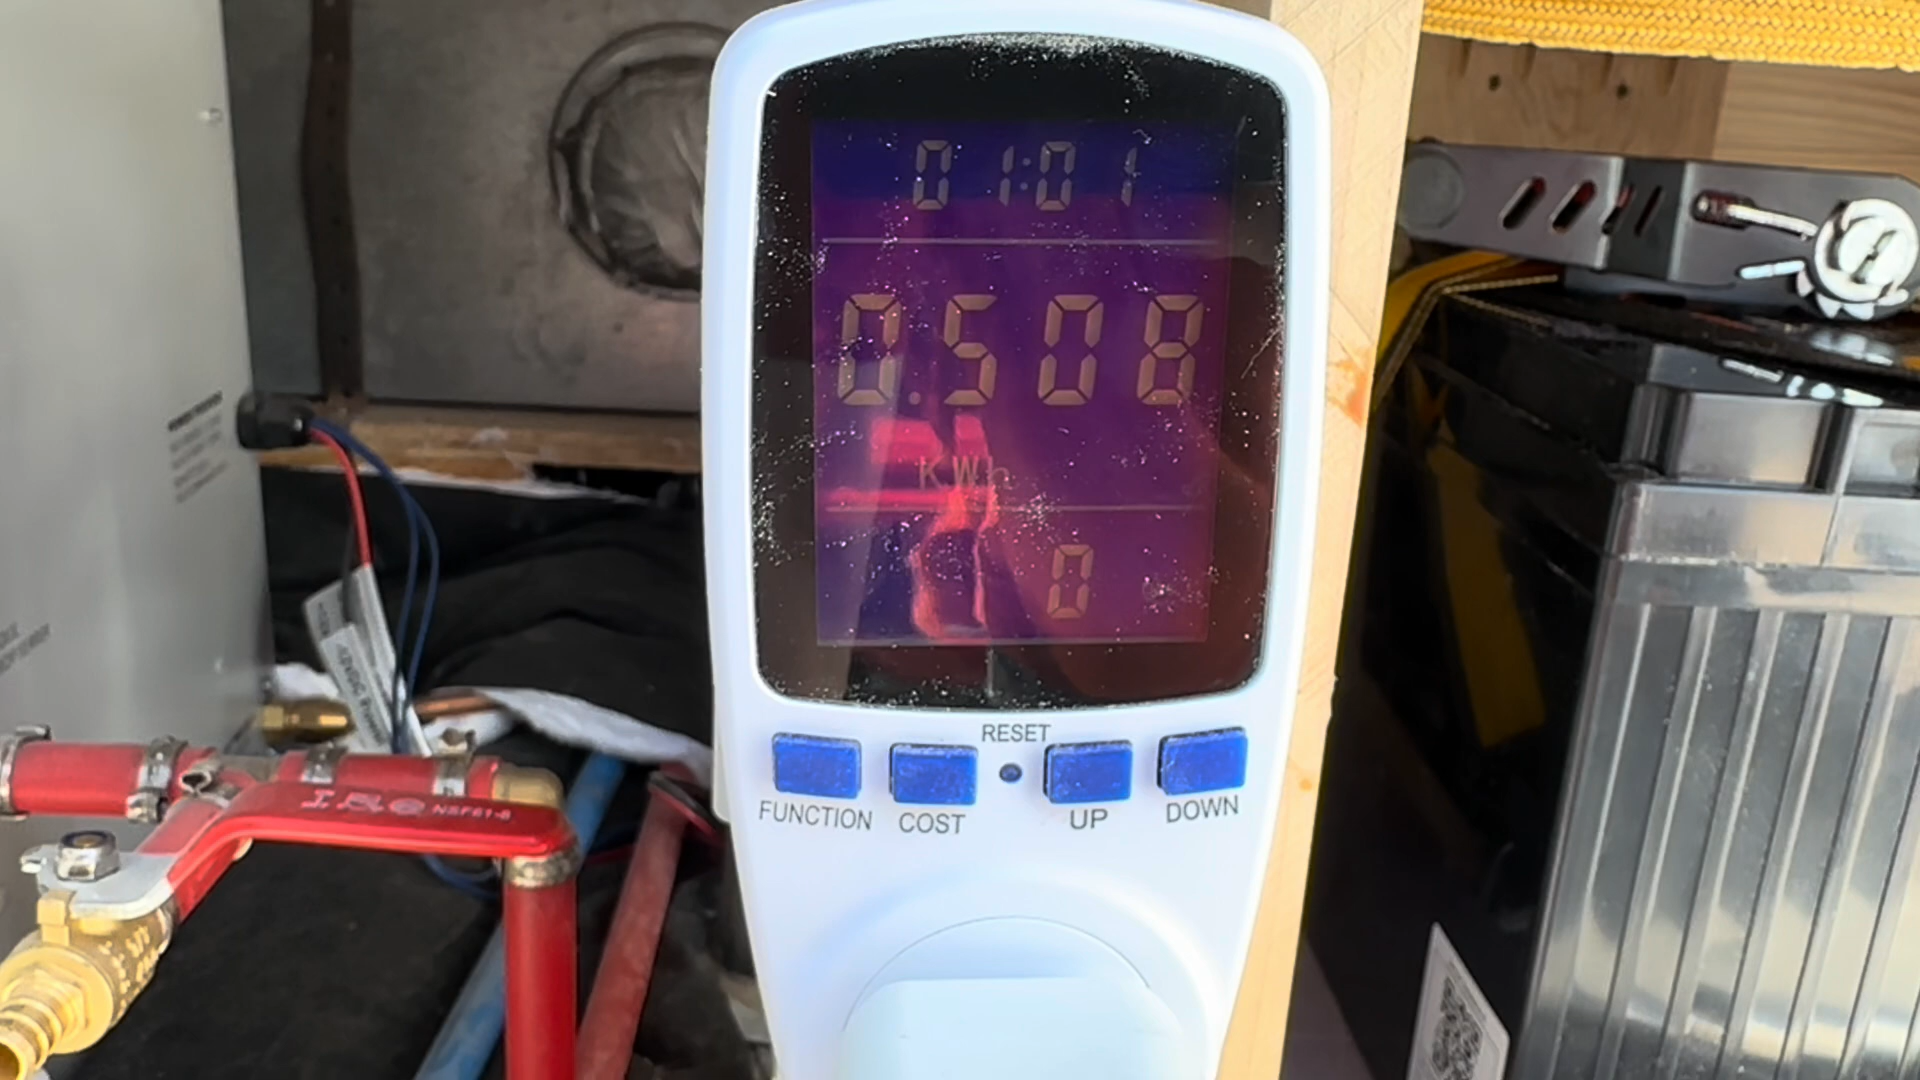 01:01
0.508
KWh
0
RESET
FUNCTION
COST
UP
DOWN
NSF61-8